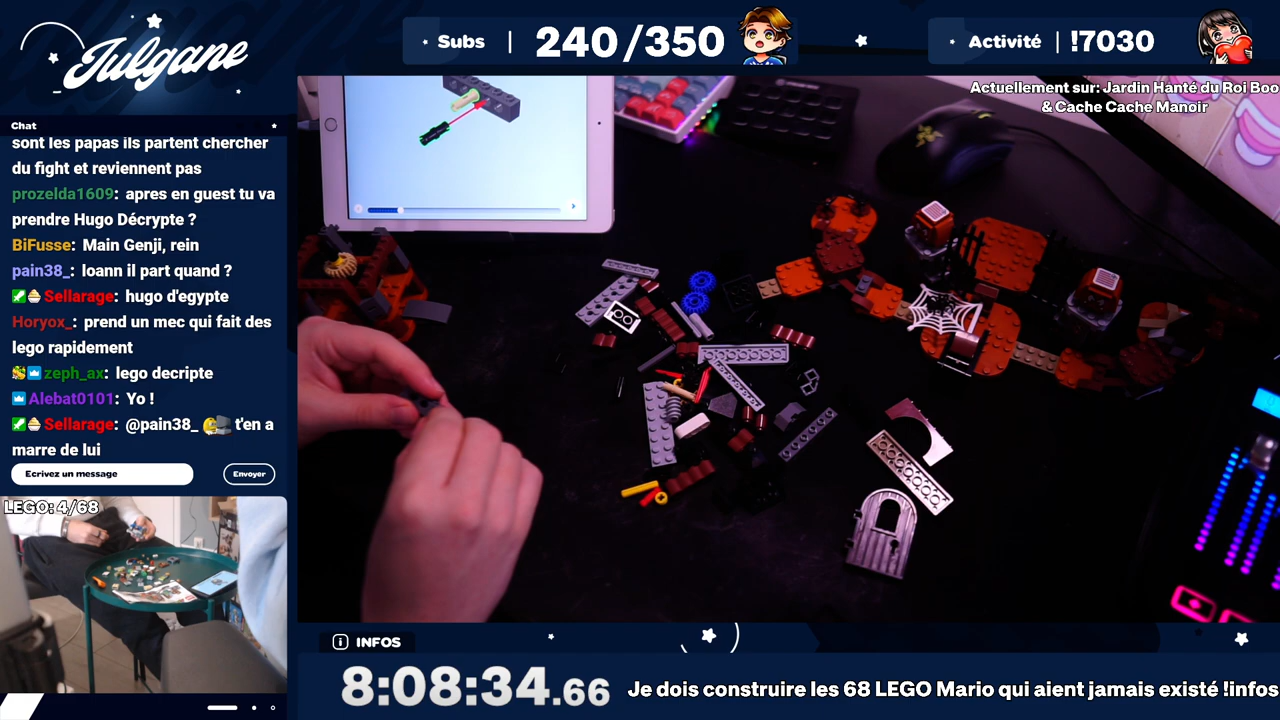 Julgane
Subs | 240/350
Activité | !7030
Actuellement sur: Jardin Hanté du Roi Boo
& Cache Cache Manoir
Chat
sont les papas ils partent chercher
du fight et reviennent pas
prozelda1609: apres en guest tu va
prendre Hugo Décrypte ?
BiFusse: Main Genji, rein
pain38_: Ioann il part quand ?
Sellarage: hugo d'egypte
Horyox_: prend un mec qui fait des
lego rapidement
zeph_ax: lego decripte
Alebat0101: Yo !
Sellarage: @pain38_ t'en a
marre de lui
Ecrivez un message
Envoyer
LEGO: 4/68
INFOS
8:08:34.66
Je dois construire les 68 LEGO Mario qui aient jamais existé !infos